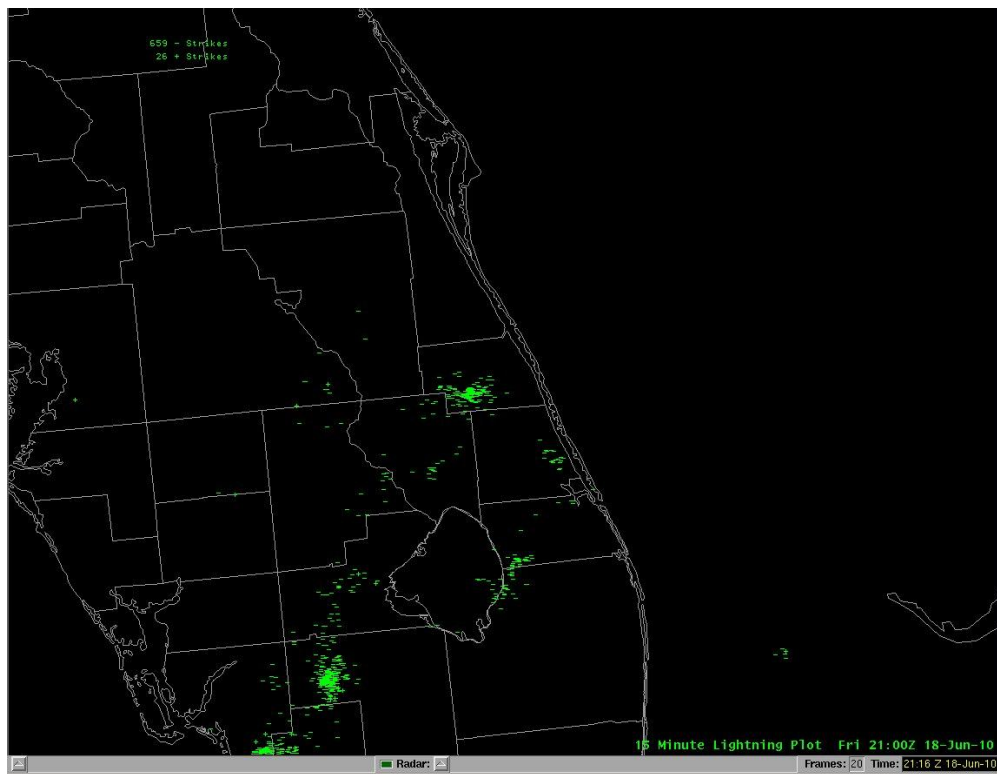 659 - Strikes
26 + Strikes
15 Minute Lightning Plot Fri 21:00Z 18-Jun-10
Radar: Frames: 20 Time: 21:16 Z 18-Jun-10